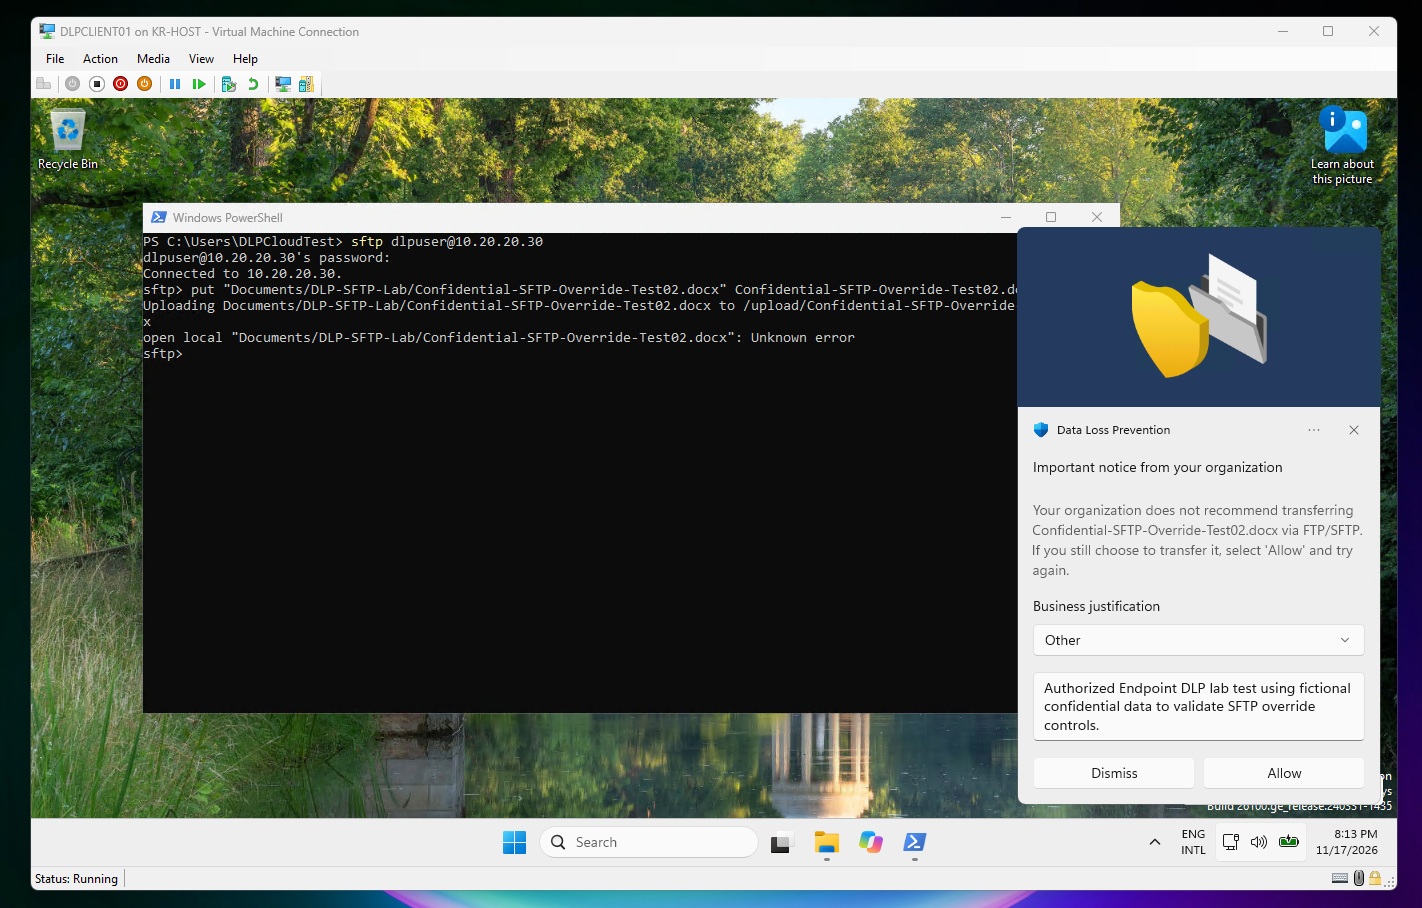 DLPCLIENT01 on KR-HOST - Virtual Machine Connection
File Action Media View Help
Recycle Bin
Learn about
this picture
Windows PowerShell
PS C:\Users\DLPCloudTest> sftp dlpuser@10.20.20.30
dlpuser@10.20.20.30's password:
Connected to 10.20.20.30.
sftp> put "Documents/DLP-SFTP-Lab/Confidential-SFTP-Override-Test02.docx" Confidential-SFTP-Override-Test02.do
Uploading Documents/DLP-SFTP-Lab/Confidential-SFTP-Override-Test02.docx to /upload/Confidential-SFTP-Override-
x
open local "Documents/DLP-SFTP-Lab/Confidential-SFTP-Override-Test02.docx": Unknown error
sftp>
Data Loss Prevention
Important notice from your organization
Your organization does not recommend transferring
Confidential-SFTP-Override-Test02.docx via FTP/SFTP.
If you still choose to transfer it, select 'Allow' and try
again.
Business justification
Other
Authorized Endpoint DLP lab test using fictional
confidential data to validate SFTP override
controls.
Dismiss Allow
Build 26100.ge_release.240331-1435
Search
ENG
INTL
8:13 PM
11/17/2026
Status: Running